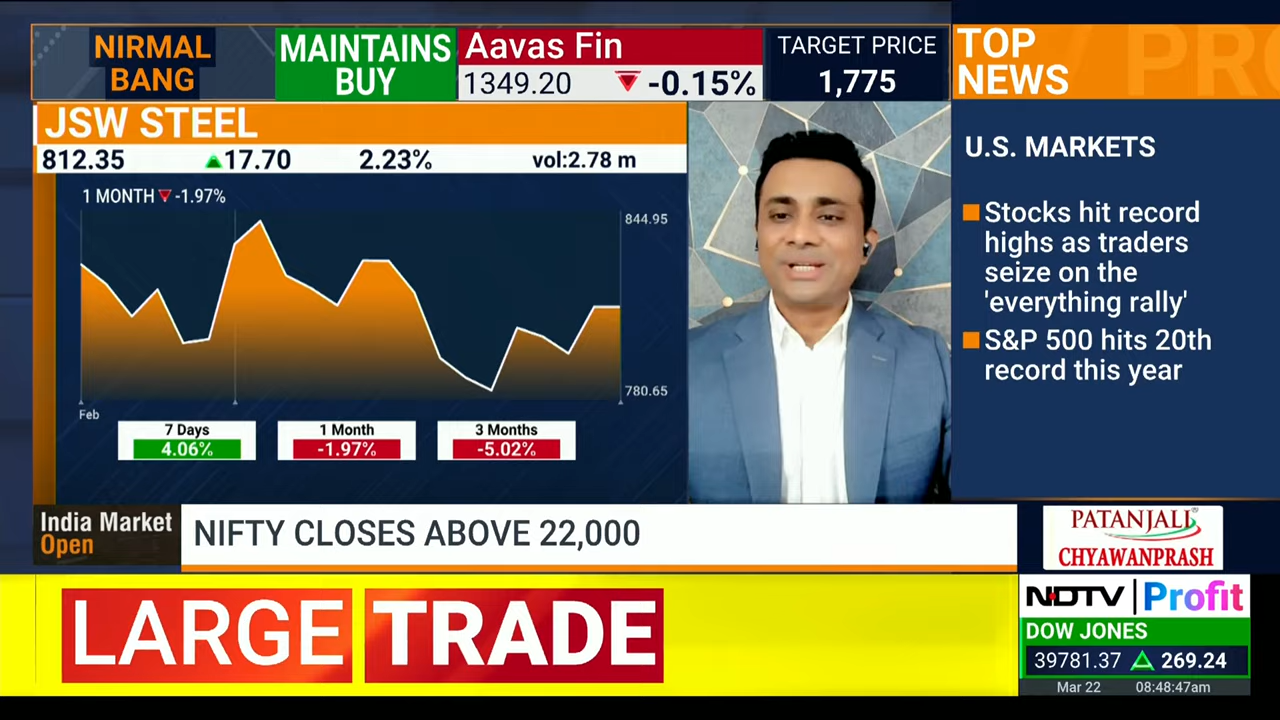 NIRMAL
BANG
MAINTAINS
BUY
Aavas Fin
1349.20 ▼ -0.15%
TARGET PRICE
1,775
TOP
NEWS
PRO
JSW STEEL
812.35 ▲17.70 2.23% vol:2.78 m
1 MONTH ▼ -1.97%
844.95
780.65
Feb
7 Days
4.06%
1 Month
-1.97%
3 Months
-5.02%
U.S. MARKETS
Stocks hit record
highs as traders
seize on the
'everything rally'
S&P 500 hits 20th
record this year
India Market
Open
NIFTY CLOSES ABOVE 22,000
PATANJALI®
CHYAWANPRASH
LARGE TRADE
NDTV | Profit
DOW JONES
39781.37 ▲ 269.24
Mar 22 08:48:47am